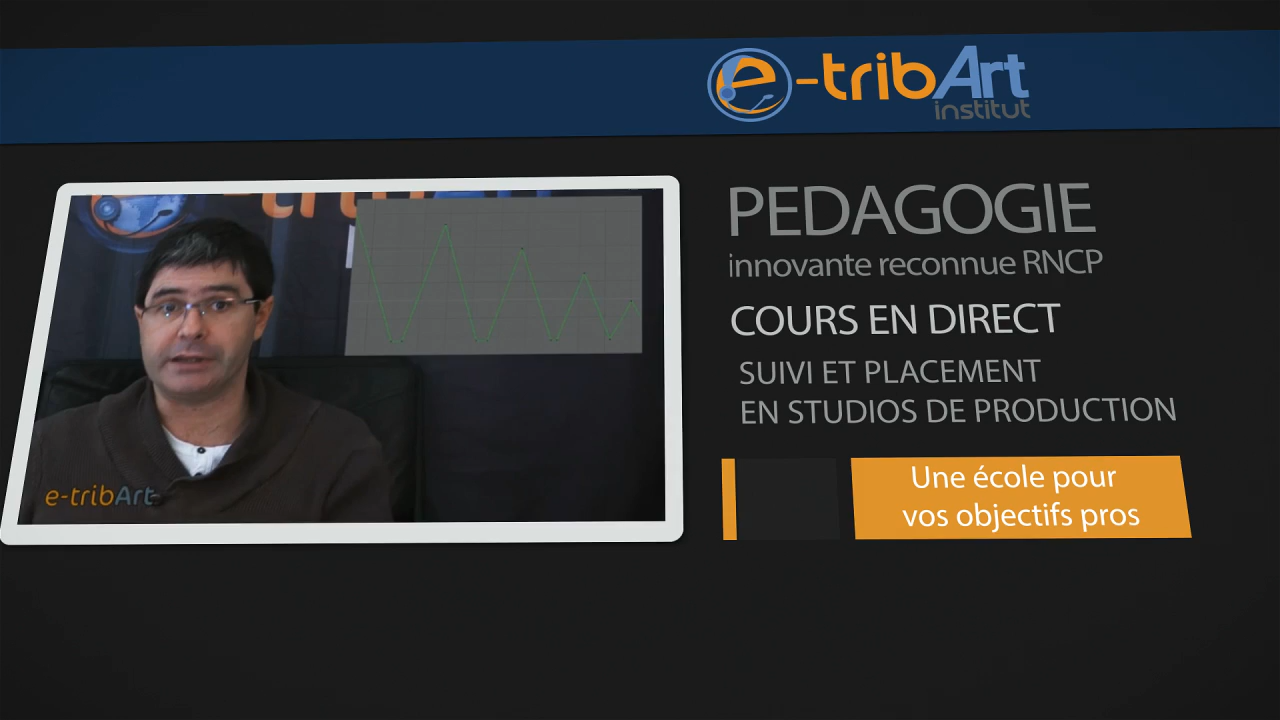 e-tribArt
institut
PEDAGOGIE
innovante reconnue RNCP
COURS EN DIRECT
SUIVI ET PLACEMENT
EN STUDIOS DE PRODUCTION
Une école pour
vos objectifs pros
e-tribArt